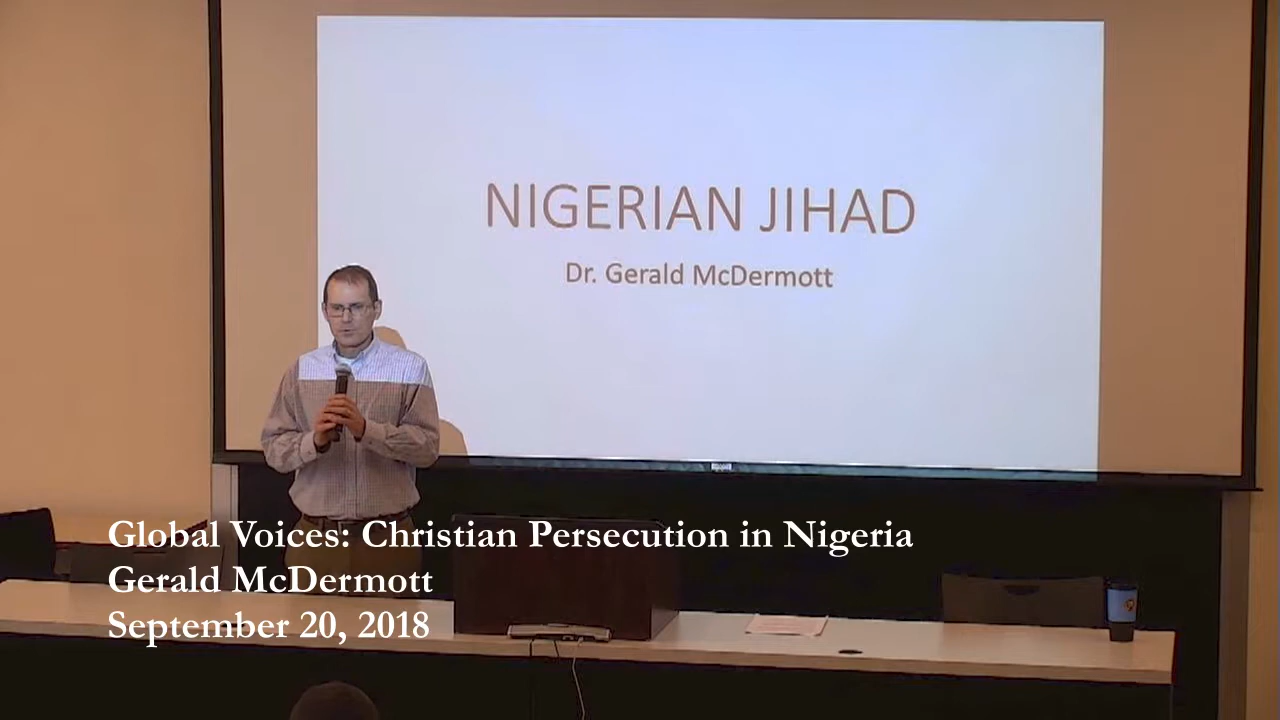 NIGERIAN JIHAD
Dr. Gerald McDermott
Global Voices: Christian Persecution in Nigeria
Gerald McDermott
September 20, 2018